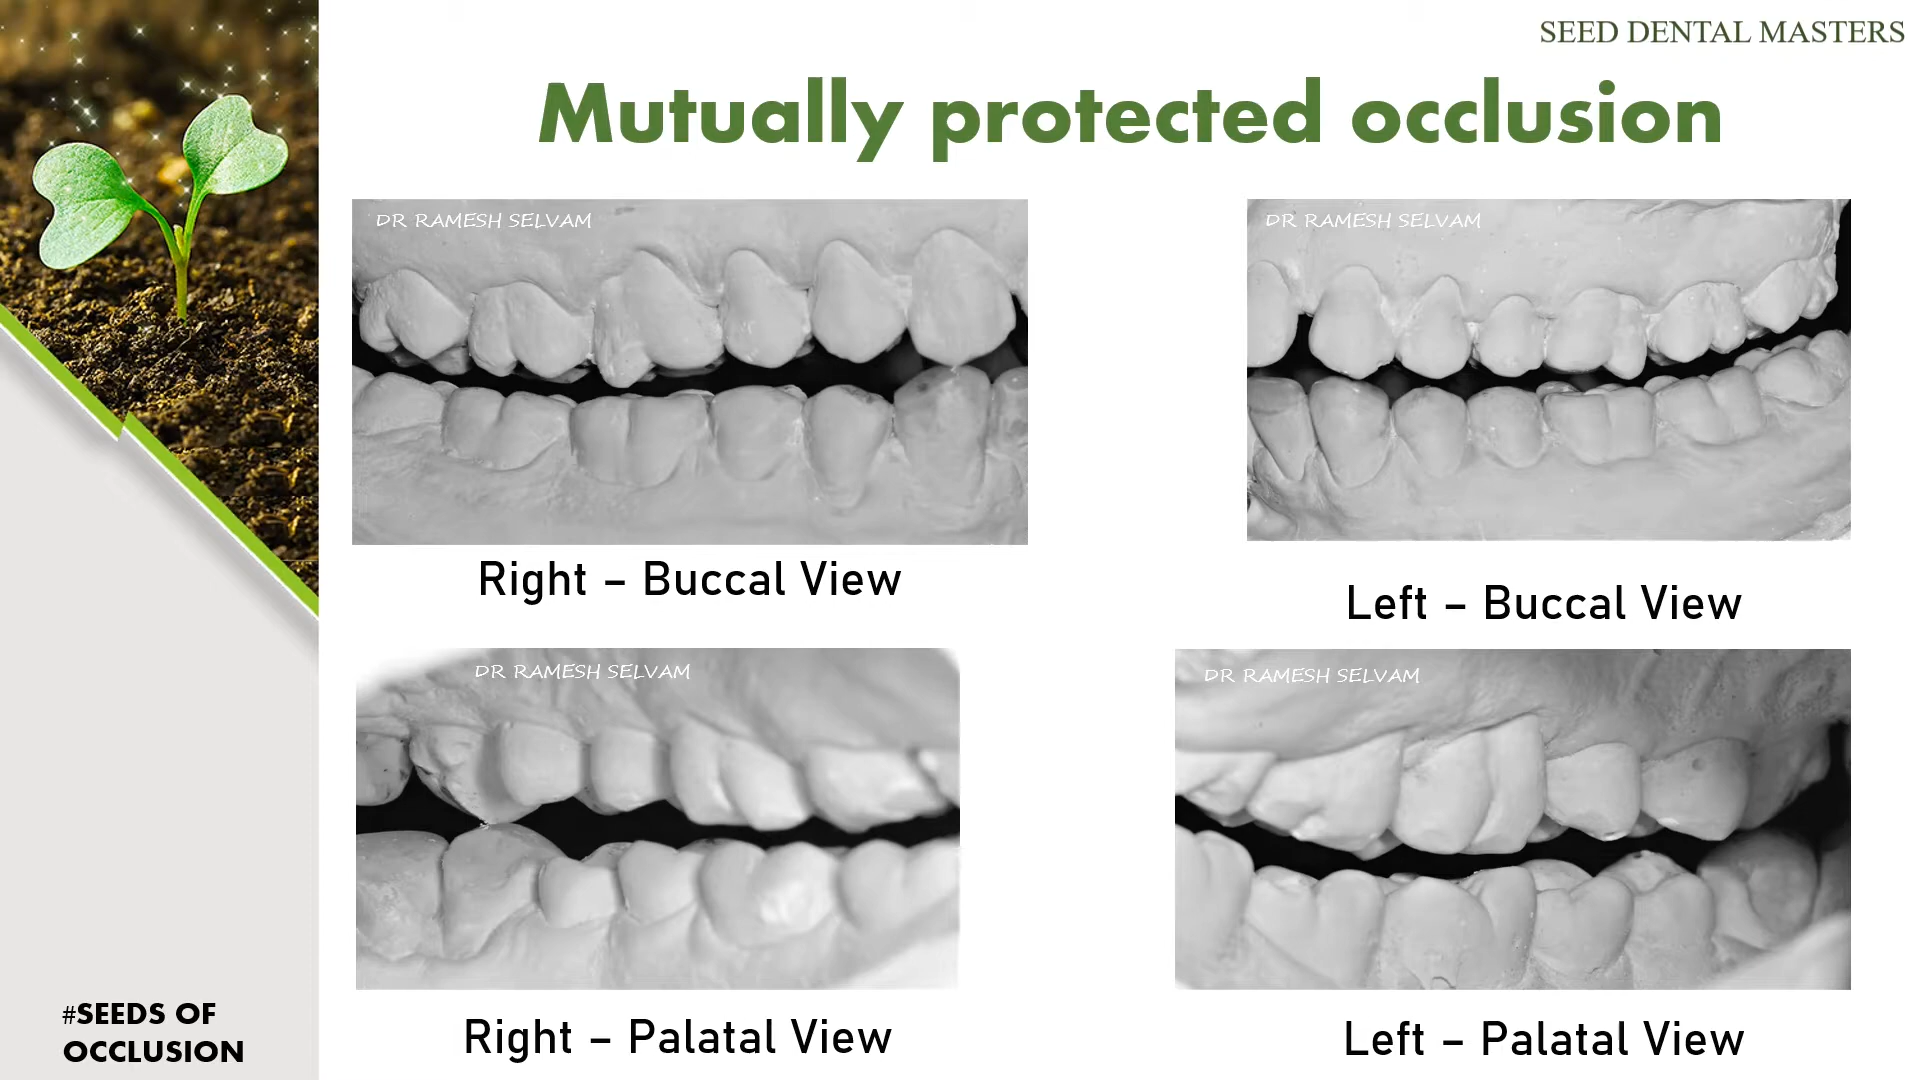 SEED DENTAL MASTERS
Mutually protected occlusion
DR RAMESH SELVAM
DR RAMESH SELVAM
Right – Buccal View
Left – Buccal View
DR RAMESH SELVAM
DR RAMESH SELVAM
Right – Palatal View
Left – Palatal View
#SEEDS OF
OCCLUSION